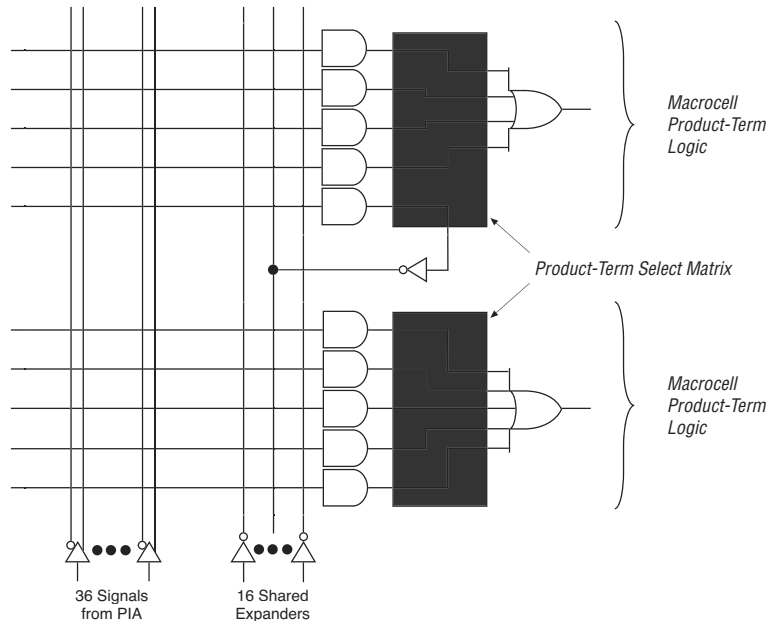 Macrocell
Product-Term
Logic
Product-Term Select Matrix
Macrocell
Product-Term
Logic
36 Signals
from PIA
16 Shared
Expanders